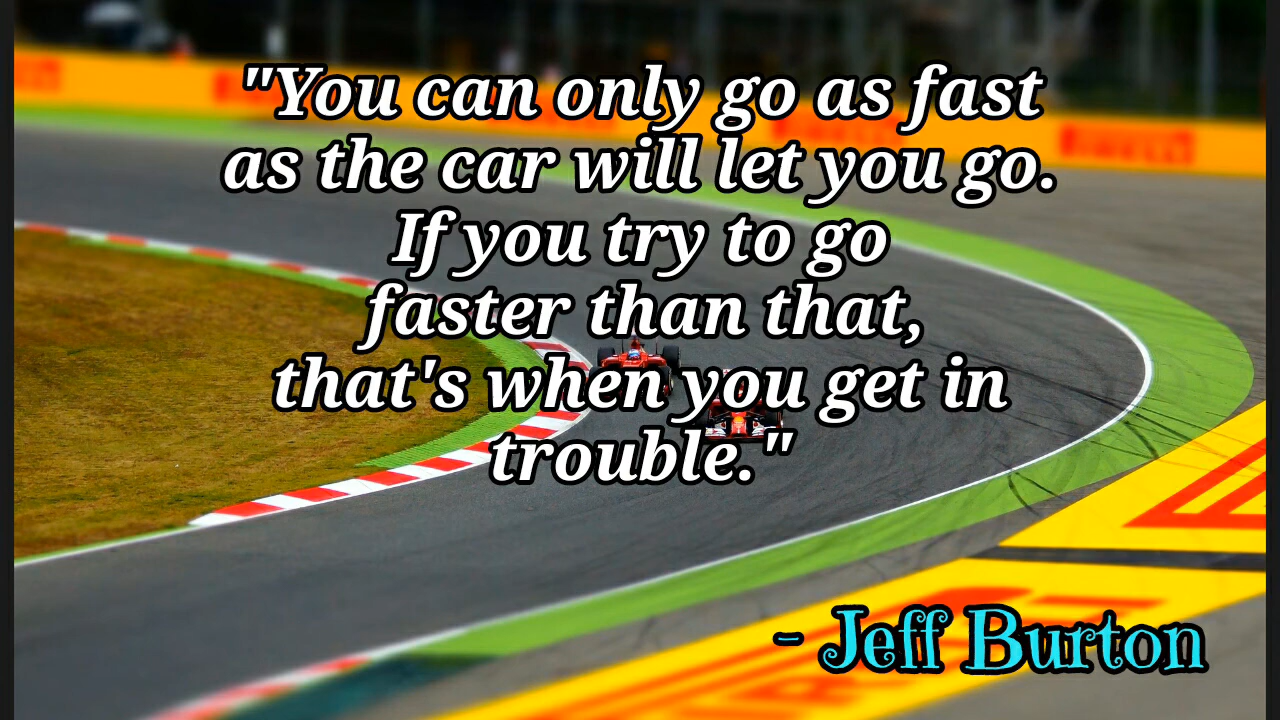 "You can only go as fast
as the car will let you go.
If you try to go
faster than that,
that's when you get in
trouble."
- Jeff Burton